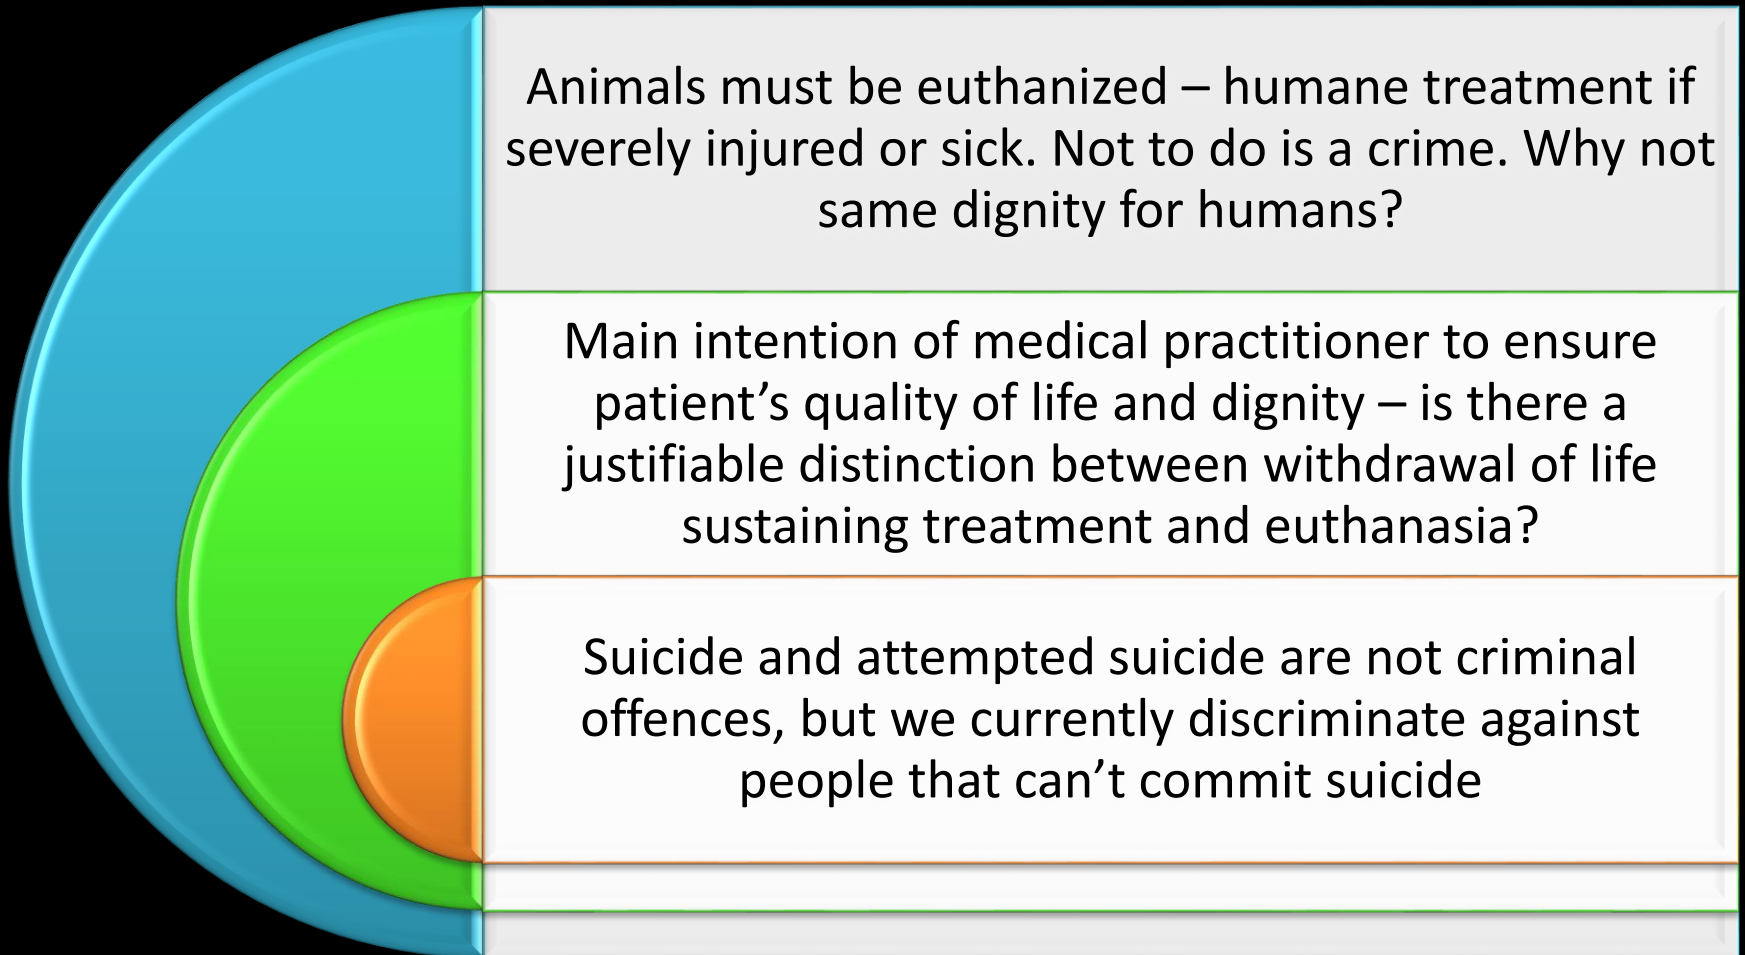 Animals must be euthanized – humane treatment if
severely injured or sick. Not to do is a crime. Why not
same dignity for humans?
Main intention of medical practitioner to ensure
patient’s quality of life and dignity – is there a
justifiable distinction between withdrawal of life
sustaining treatment and euthanasia?
Suicide and attempted suicide are not criminal
offences, but we currently discriminate against
people that can’t commit suicide